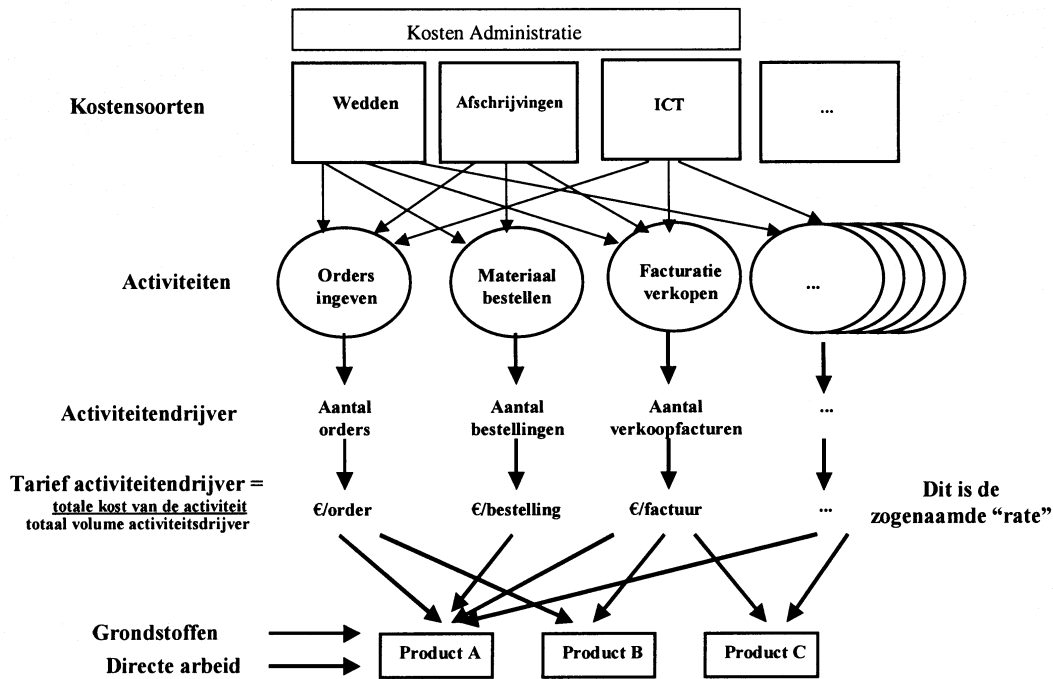 Kosten Administratie
Kostensoorten
Wedden
Afschrijvingen
ICT
...
Activiteiten
Orders
ingeven
Materiaal
bestellen
Facturatie
verkopen
...
Activiteitendrijver
Aantal
orders
Aantal
bestellingen
Aantal
verkoopfacturen
...
Tarief activiteitendrijver =
totale kost van de activiteit
totaal volume activiteitsdrijver
€/order
€/bestelling
€/factuur
...
Dit is de
zogenaamde “rate”
Grondstoffen
Directe arbeid
Product A
Product B
Product C